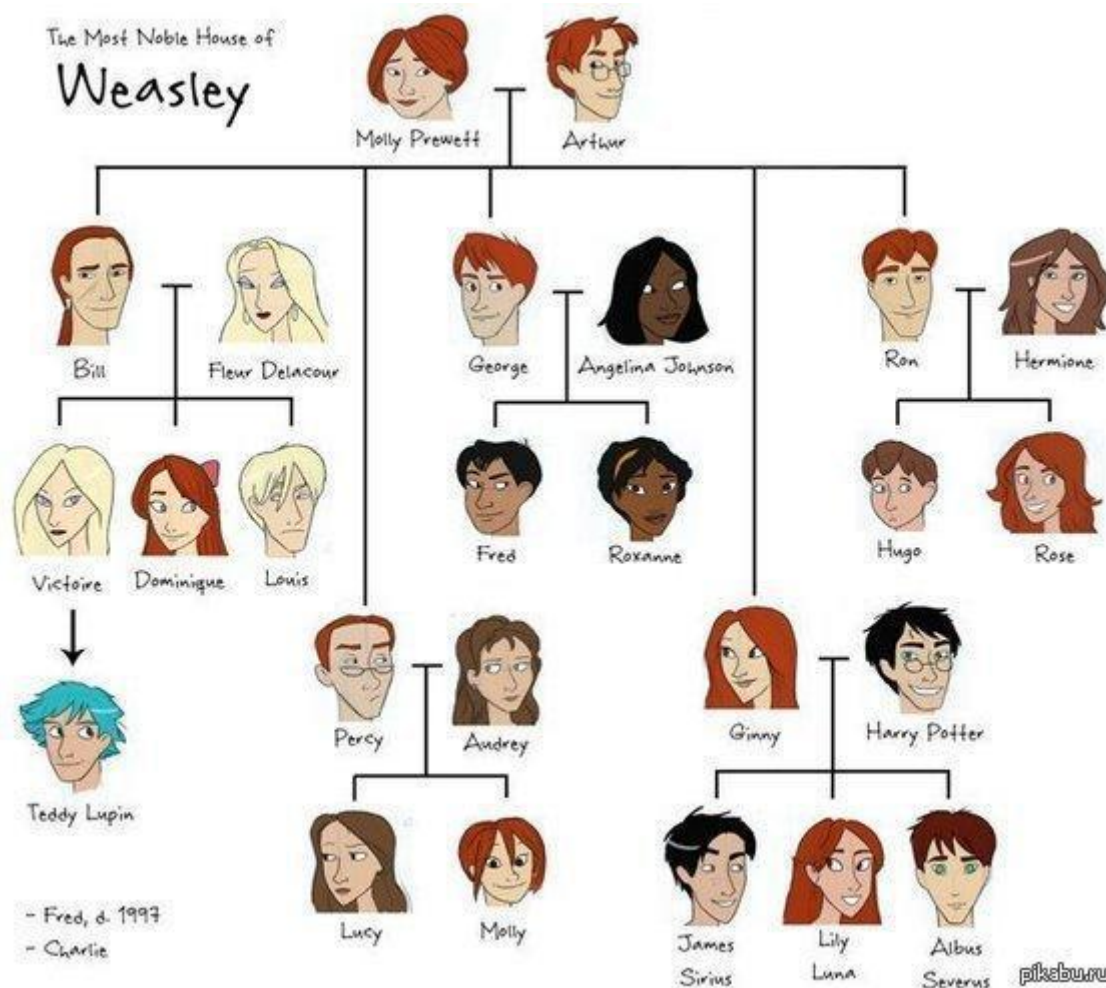 The Most Noble House of
Weasley
Molly Prewett
Arthur
Bill
Fleur Delacour
George
Angelina Johnson
Ron
Hermione
Victoire
Dominique
Louis
Fred
Roxanne
Hugo
Rose
Percy
Audrey
Ginny
Harry Potter
Teddy Lupin
Lucy
Molly
James
Sirius
Lily
Luna
Albus
Severus
- Fred, d. 1997
- Charlie
pikabu.ru